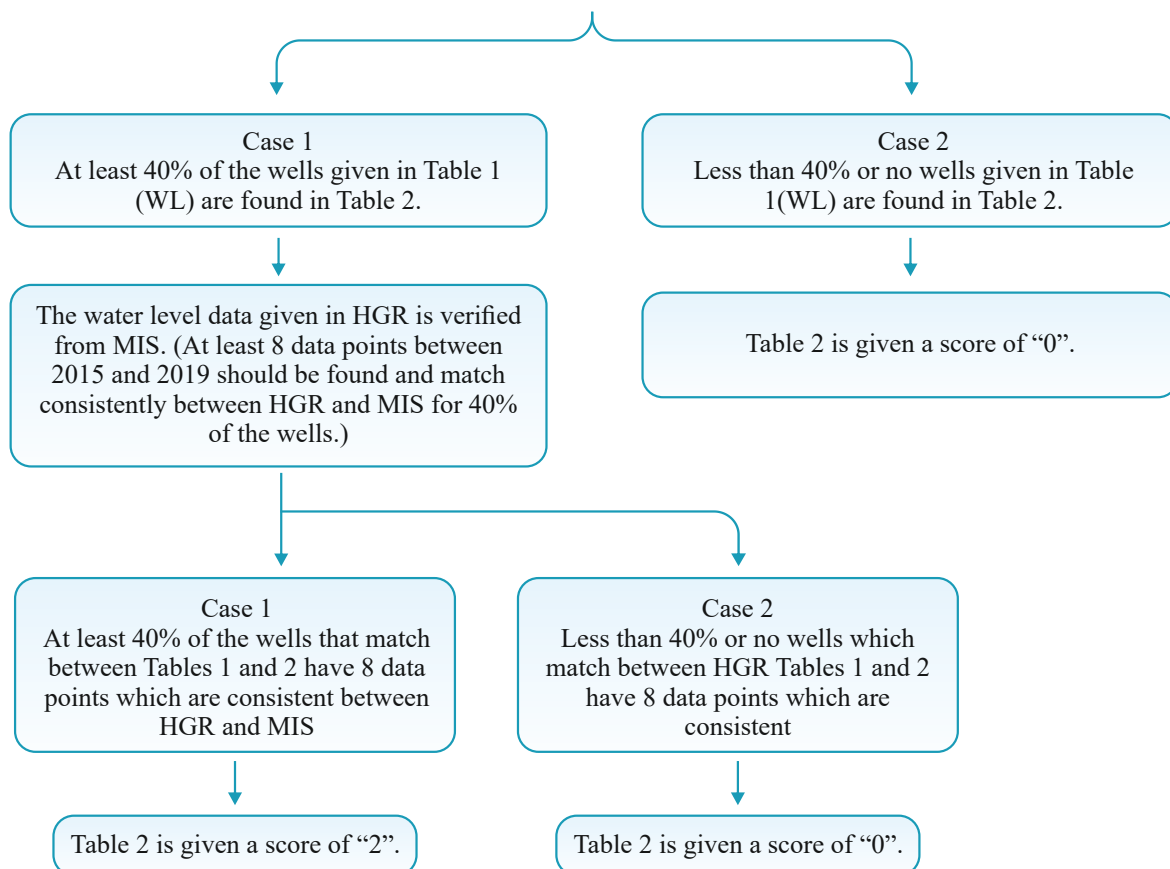 Case 1
At least 40% of the wells given in Table 1
(WL) are found in Table 2.
Case 2
Less than 40% or no wells given in Table
1(WL) are found in Table 2.
The water level data given in HGR is verified
from MIS. (At least 8 data points between
2015 and 2019 should be found and match
consistently between HGR and MIS for 40%
of the wells.)
Table 2 is given a score of “0”.
Case 1
At least 40% of the wells that match
between Tables 1 and 2 have 8 data
points which are consistent between
HGR and MIS
Case 2
Less than 40% or no wells which
match between HGR Tables 1 and 2
have 8 data points which are
consistent
Table 2 is given a score of “2”.
Table 2 is given a score of “0”.